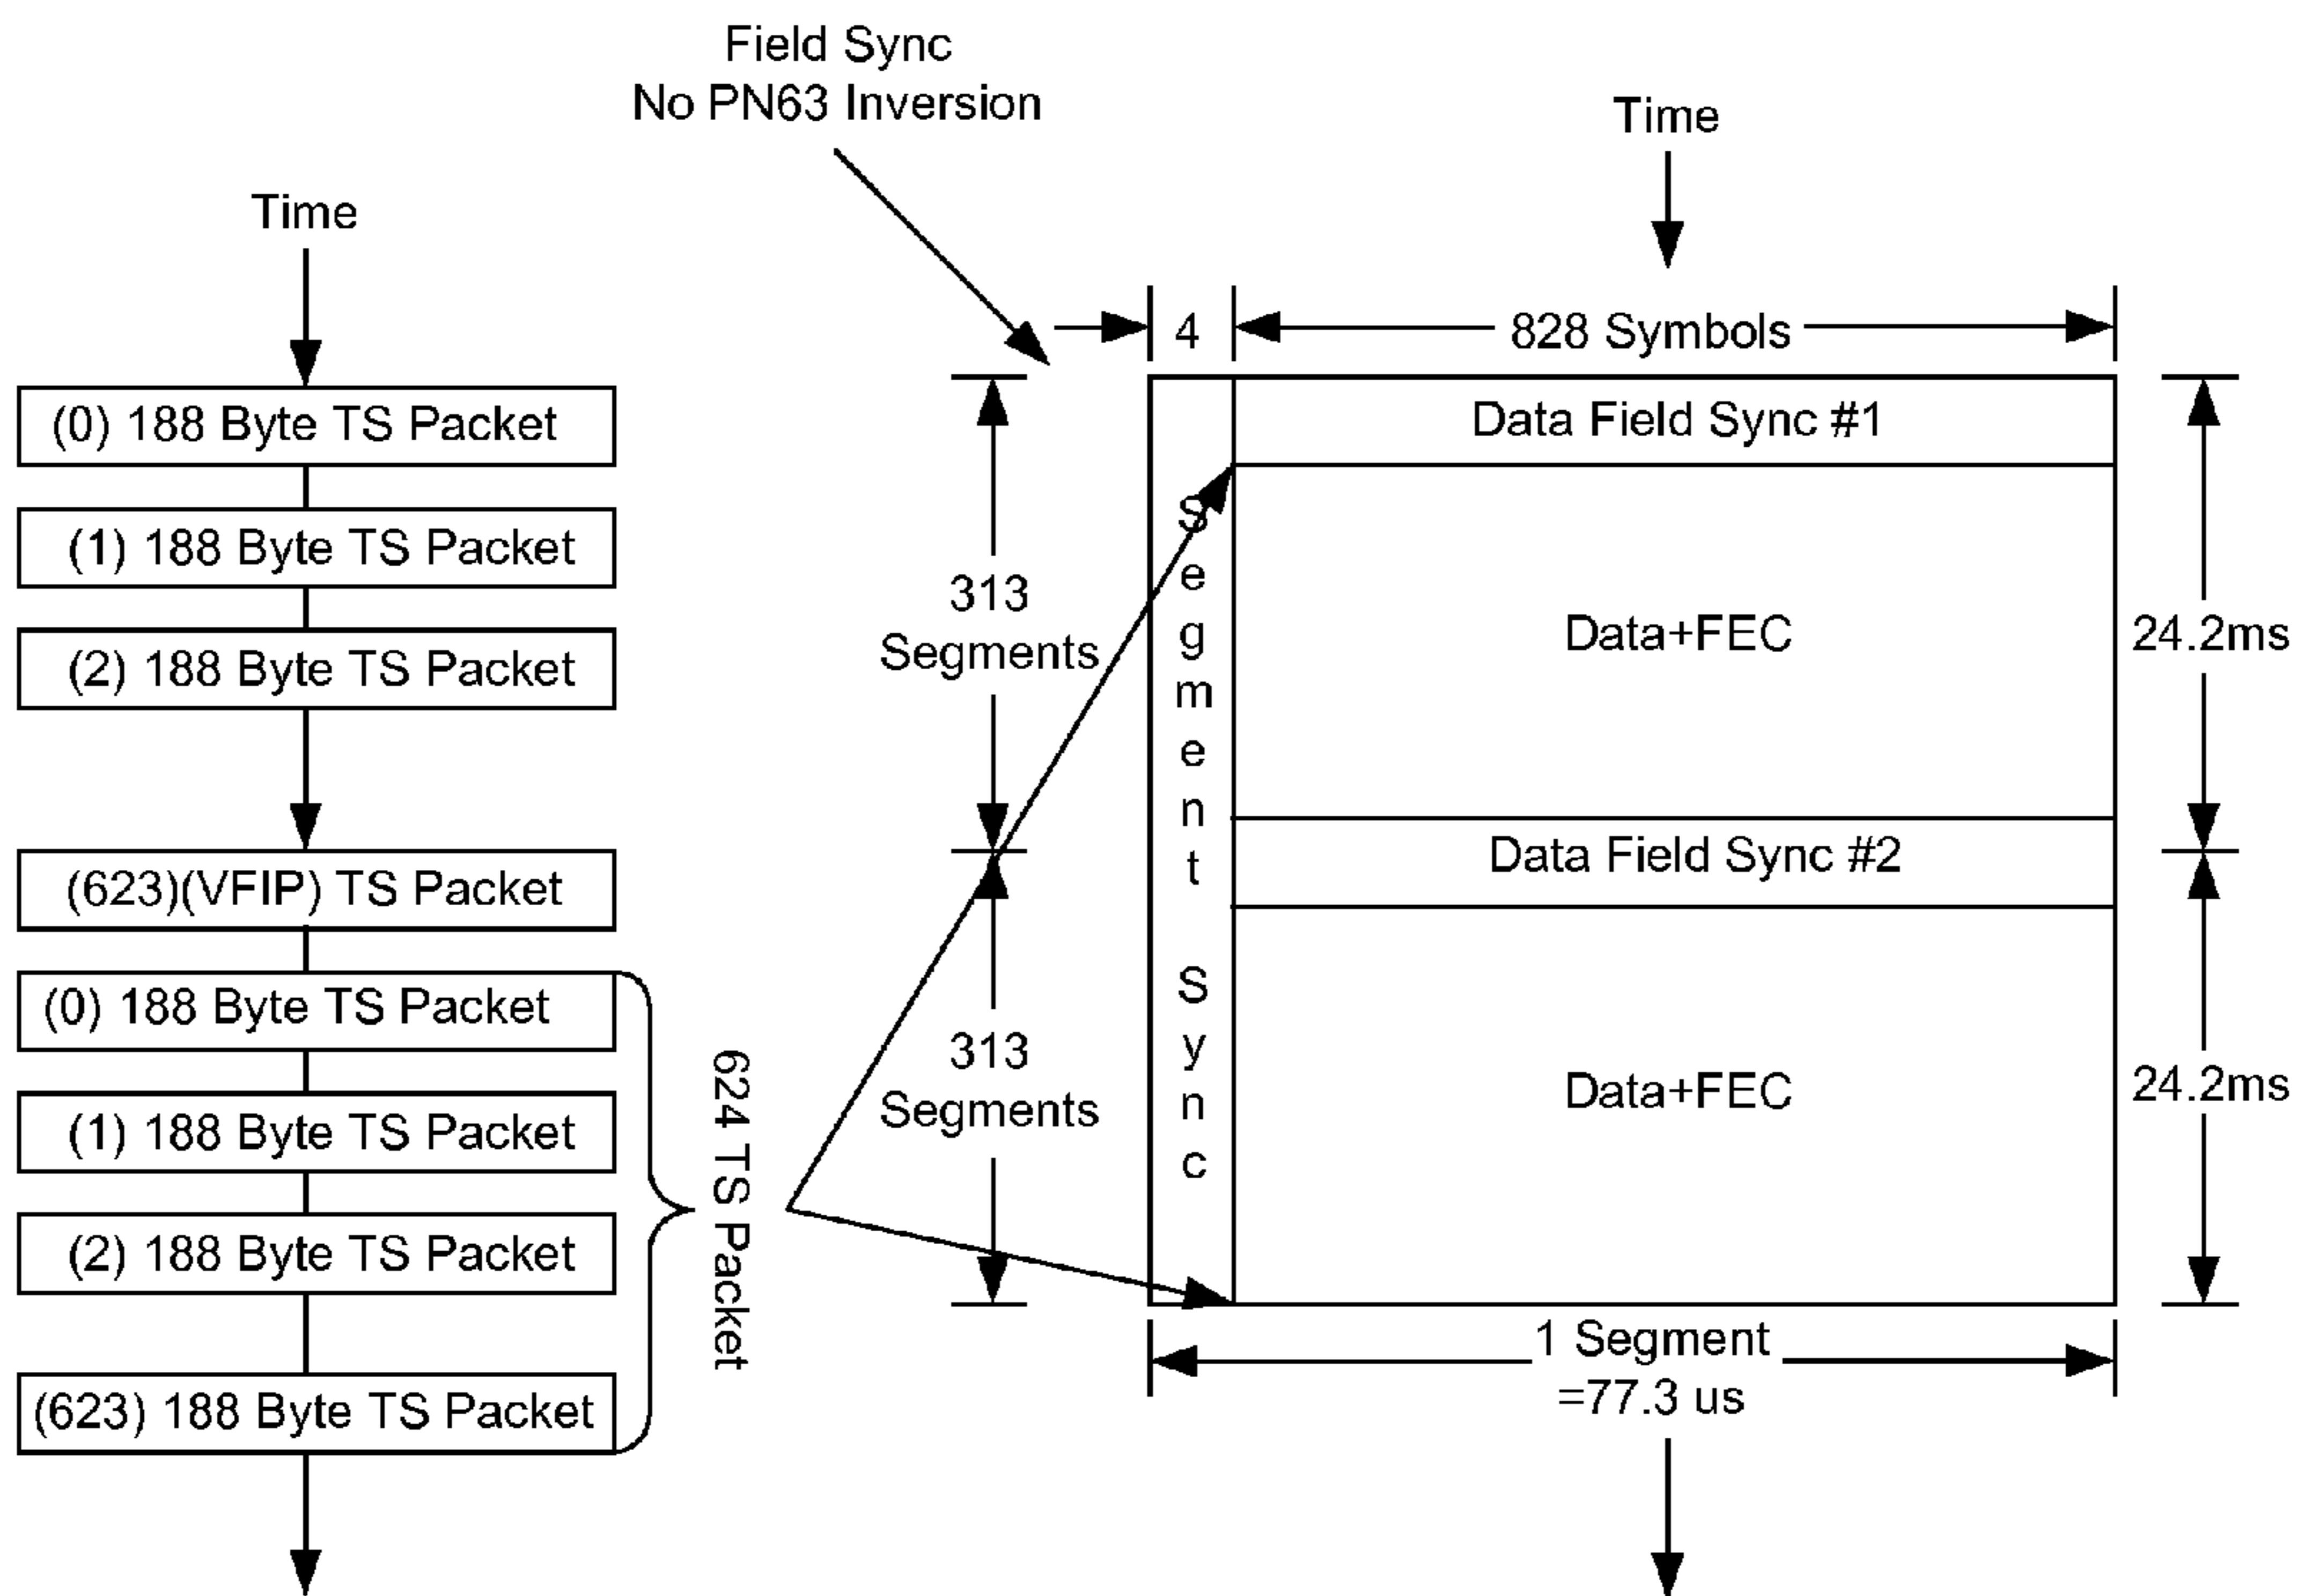 Field Sync
No PN63 Inversion
Time
Time
4
828 Symbols
(0) 188 Byte TS Packet
(1) 188 Byte TS Packet
(2) 188 Byte TS Packet
(623)(VFIP) TS Packet
(0) 188 Byte TS Packet
(1) 188 Byte TS Packet
(2) 188 Byte TS Packet
(623) 188 Byte TS Packet
624 TS Packet
313
Segments
313
Segments
Segment Sync
Data Field Sync #1
Data+FEC
Data Field Sync #2
Data+FEC
24.2ms
24.2ms
1 Segment
=77.3 us